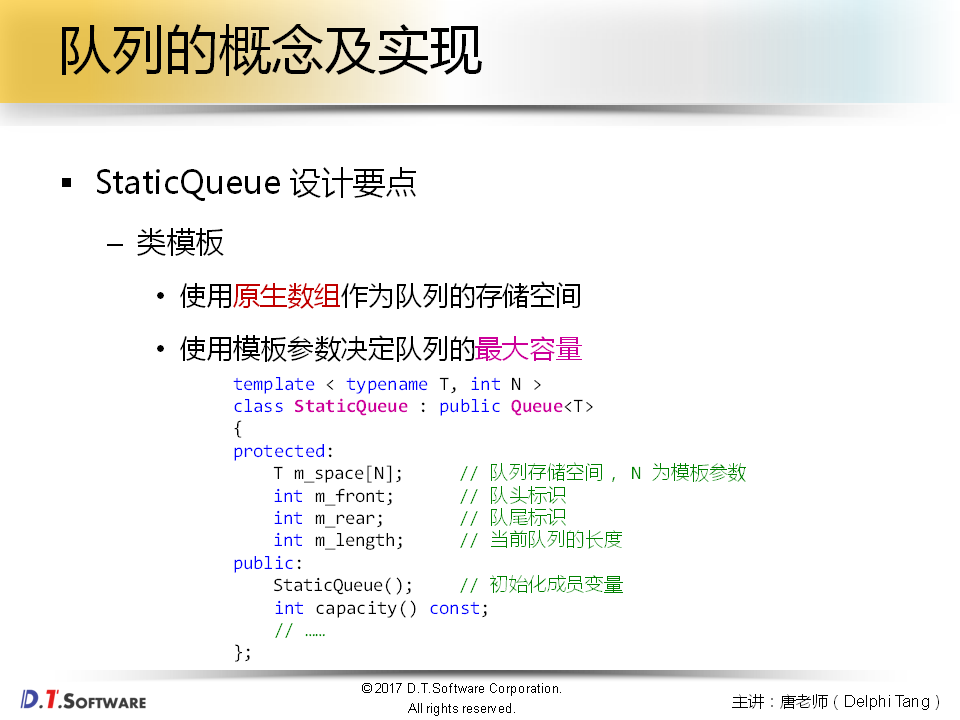 队列的概念及实现
▪ StaticQueue 设计要点
– 类模板
• 使用原生数组作为队列的存储空间
• 使用模板参数决定队列的最大容量
template < typename T, int N >
class StaticQueue : public Queue<T>
{
protected:
    T m_space[N];     // 队列存储空间， N 为模板参数
    int m_front;      // 队头标识
    int m_rear;       // 队尾标识
    int m_length;     // 当前队列的长度
public:
    StaticQueue();    // 初始化成员变量
    int capacity() const;
    // ……
};
D.T.SOFTWARE
©2017 D.T.Software Corporation.
All rights reserved.
主讲：唐老师（Delphi Tang）